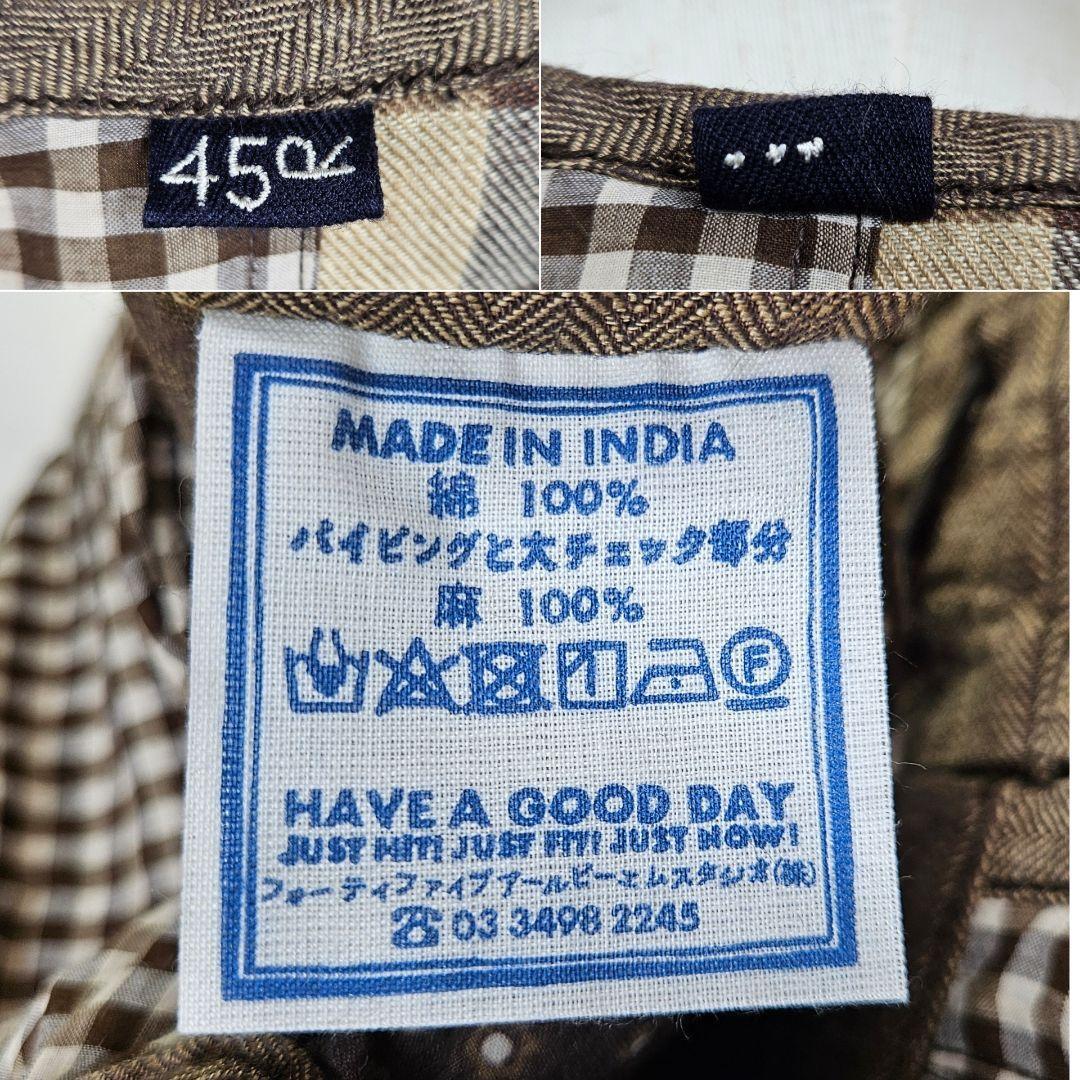 45R
MADE IN INDIA
綿 100%
パイピングと大チェック部分
麻 100%
F
HAVE A GOOD DAY
JUST HIT! JUST FIT! JUST NOW!
フォーティファイブアールピーエムスタジオ(株)
☎03 3498 2245